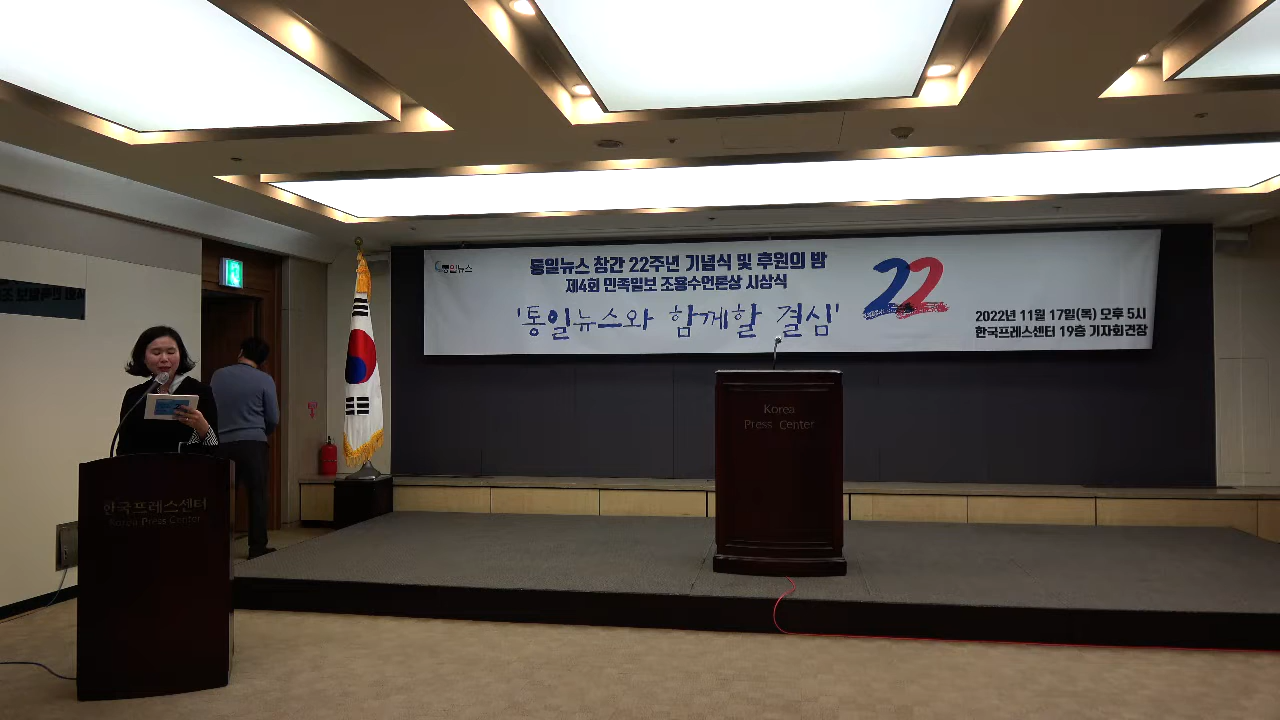 통일뉴스
통일뉴스 창간 22주년 기념식 및 후원의 밤
제4회 민족일보 조용수언론상 시상식
'통일뉴스와 함께할 결심'
22
2022년 11월 17일(목) 오후 5시
한국프레스센터 19층 기자회견장
Korea
Press Center
한국프레스센터
Korea Press Center